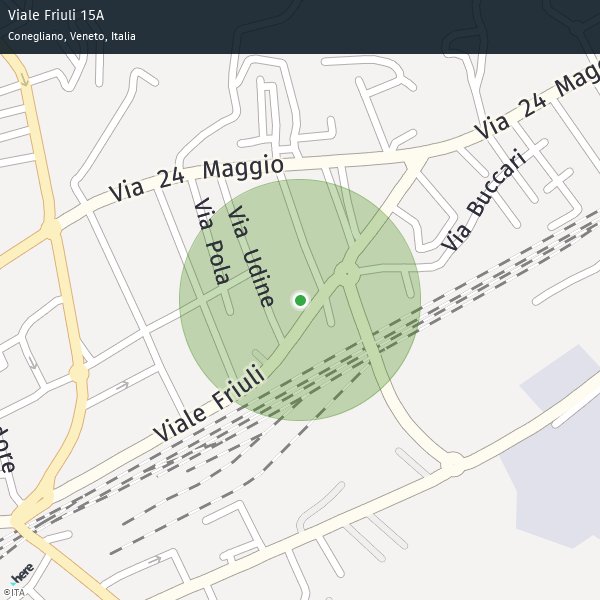 Viale Friuli 15A
Conegliano, Veneto, Italia
Via 24 Magg
Via 24 Maggio
Via Buccari
Via Pola
Via Udine
Viale Friuli
dore
here
©ITA